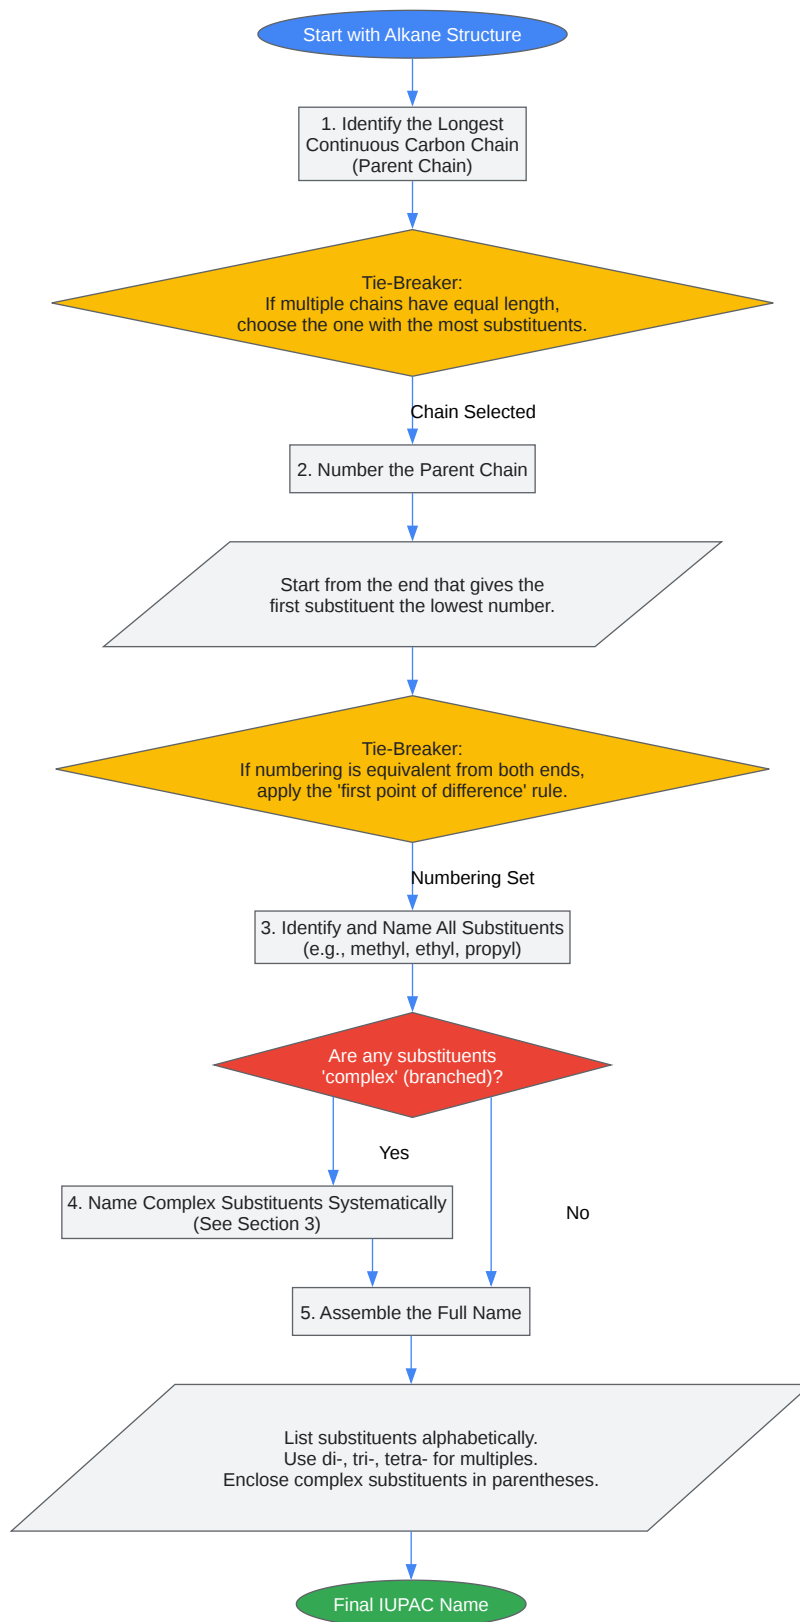 Start with Alkane Structure
1. Identify the Longest
Continuous Carbon Chain
(Parent Chain)
Tie-Breaker:
If multiple chains have equal length,
choose the one with the most substituents.
Chain Selected
2. Number the Parent Chain
Start from the end that gives the
first substituent the lowest number.
Tie-Breaker:
If numbering is equivalent from both ends,
apply the 'first point of difference' rule.
Numbering Set
3. Identify and Name All Substituents
(e.g., methyl, ethyl, propyl)
Are any substituents
'complex' (branched)?
Yes
4. Name Complex Substituents Systematically
(See Section 3)
No
5. Assemble the Full Name
List substituents alphabetically.
Use di-, tri-, tetra- for multiples.
Enclose complex substituents in parentheses.
Final IUPAC Name